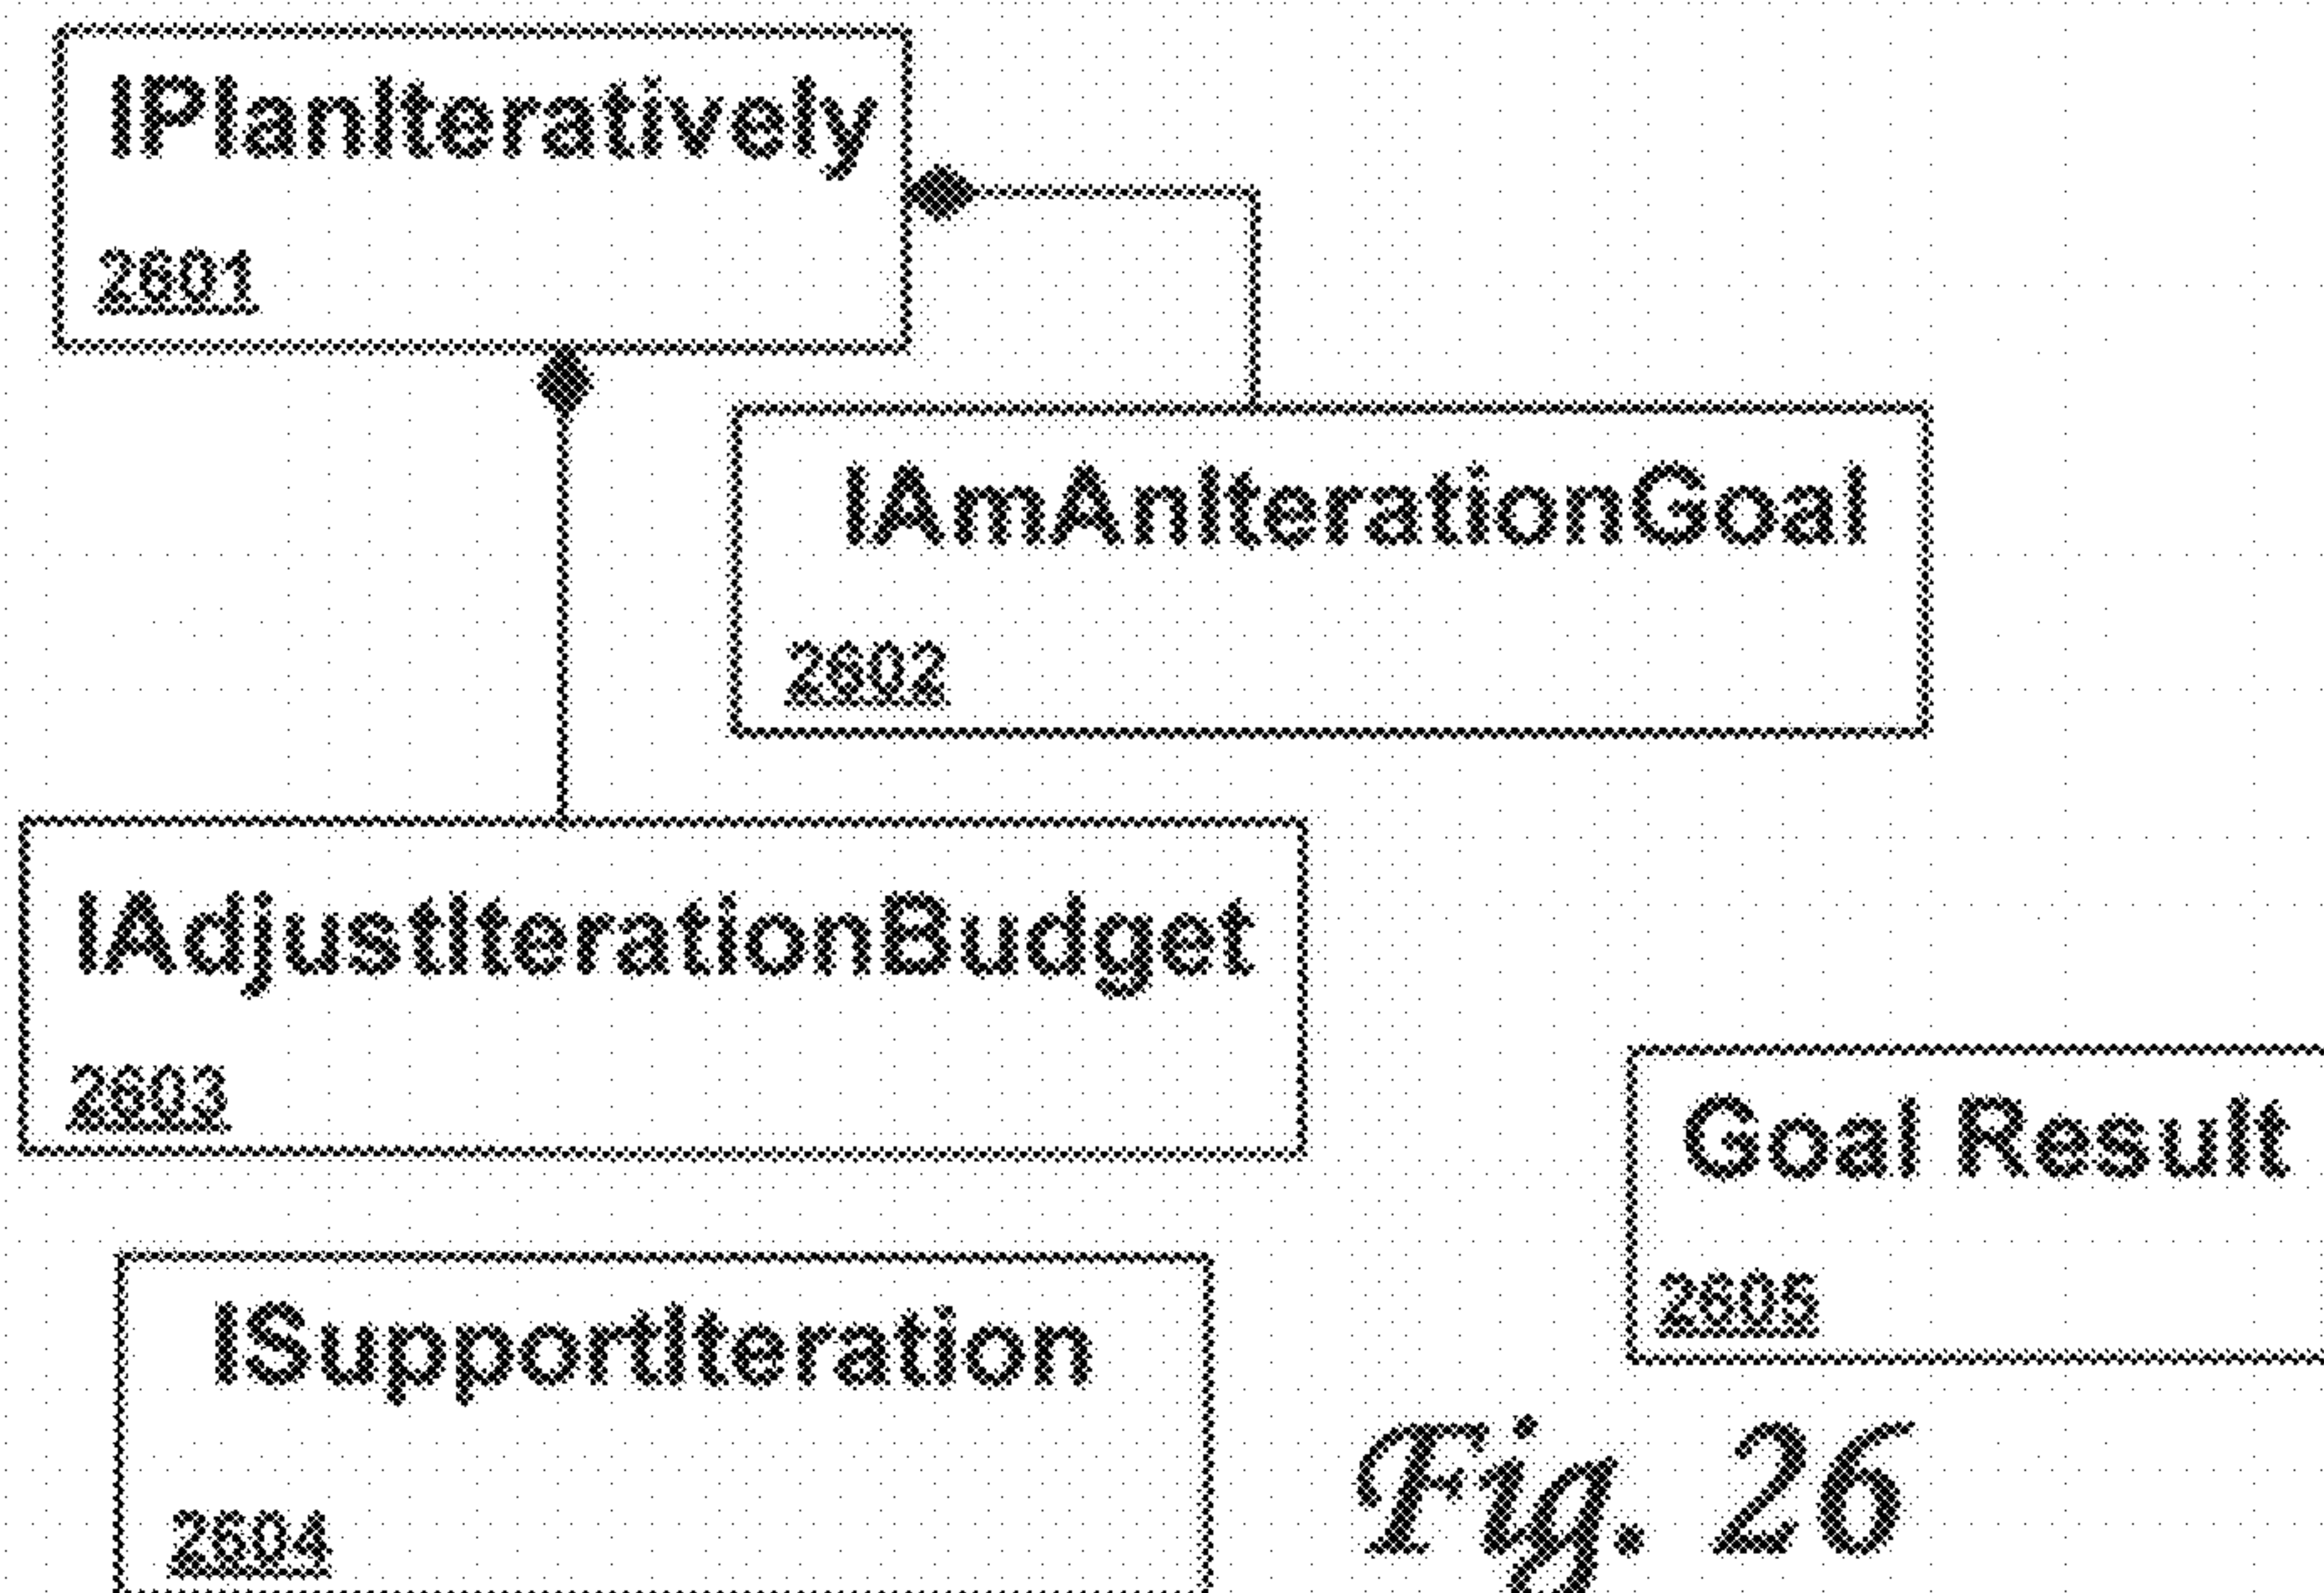 IPlanIteratively
2601
IAmAnIterationGoal
2602
IAdjustIterationBudget
2603
Goal Result
2605
ISupportIteration
2604
Fig. 26